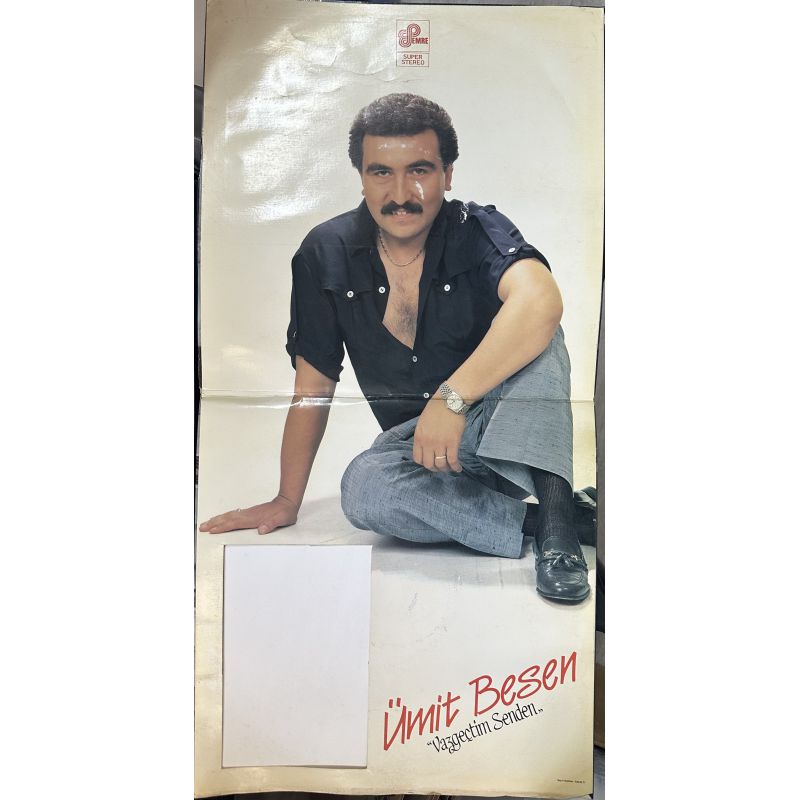 EMRE
SUPER
STEREO
Ümit Besen
"Vazgeçtim Senden"